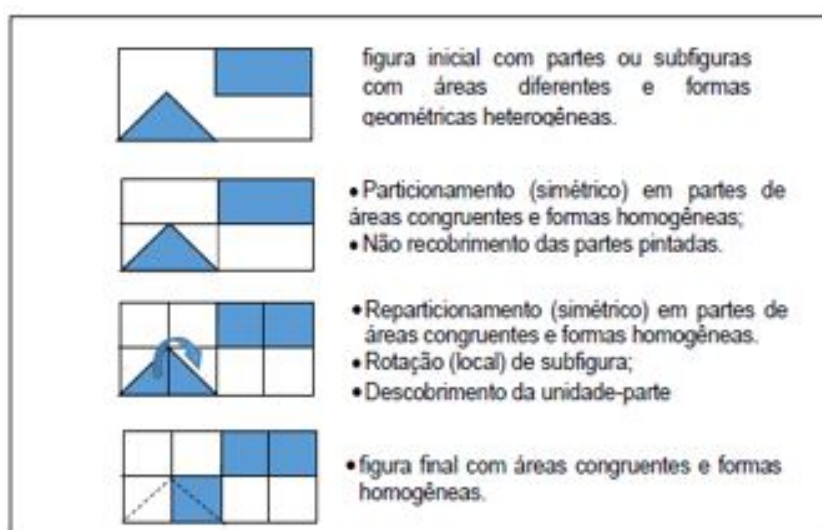 figura inicial com partes ou subfiguras
com áreas diferentes e formas
geométricas heterogêneas.
• Particionamento (simétrico) em partes de
áreas congruentes e formas homogêneas;
• Não recobrimento das partes pintadas.
• Reparticionamento (simétrico) em partes de
áreas congruentes e formas homogêneas.
• Rotação (local) de subfigura;
• Descobrimento da unidade-parte
• figura final com áreas congruentes e formas
homogêneas.